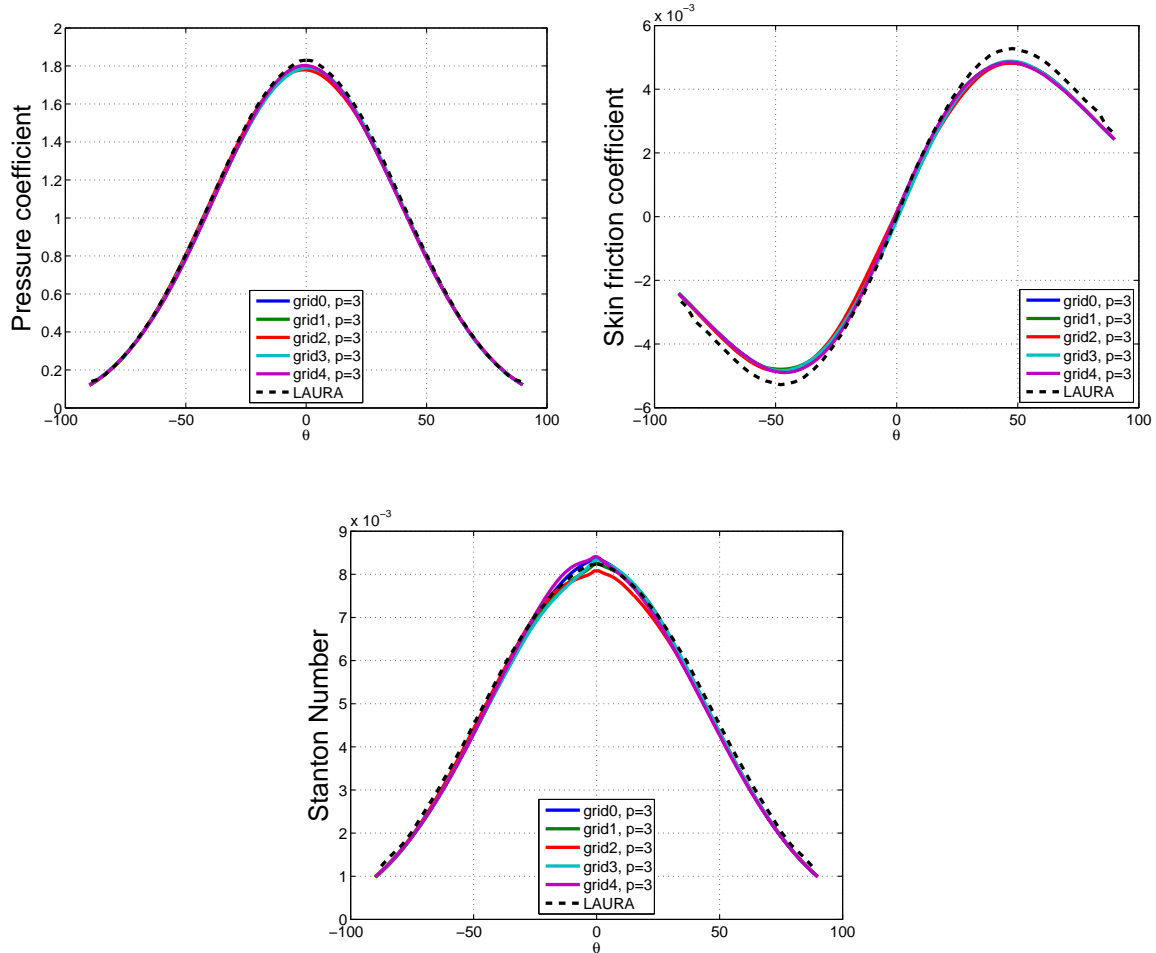 Pressure coefficient
2
1.8
1.6
1.4
1.2
1
0.8
0.6
0.4
0.2
0
−100
−50
0
50
100
θ
grid0, p=3
grid1, p=3
grid2, p=3
grid3, p=3
grid4, p=3
LAURA
Skin friction coefficient
x 10−3
6
4
2
0
−2
−4
−6
−100
−50
0
50
100
θ
grid0, p=3
grid1, p=3
grid2, p=3
grid3, p=3
grid4, p=3
LAURA
Stanton Number
x 10−3
9
8
7
6
5
4
3
2
1
0
−100
−50
0
50
100
θ
grid0, p=3
grid1, p=3
grid2, p=3
grid3, p=3
grid4, p=3
LAURA